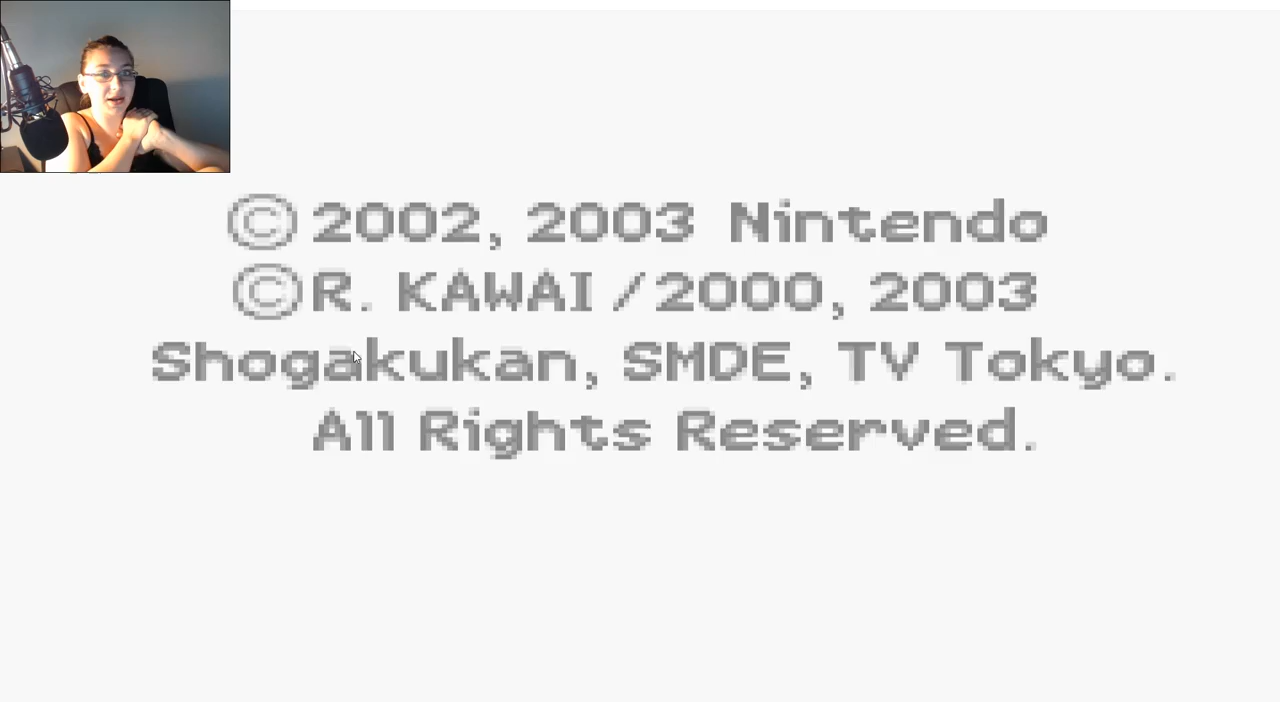 © 2002, 2003 Nintendo
© R. KAWAI / 2000, 2003
Shogakukan, SMDE, TV Tokyo.
All Rights Reserved.